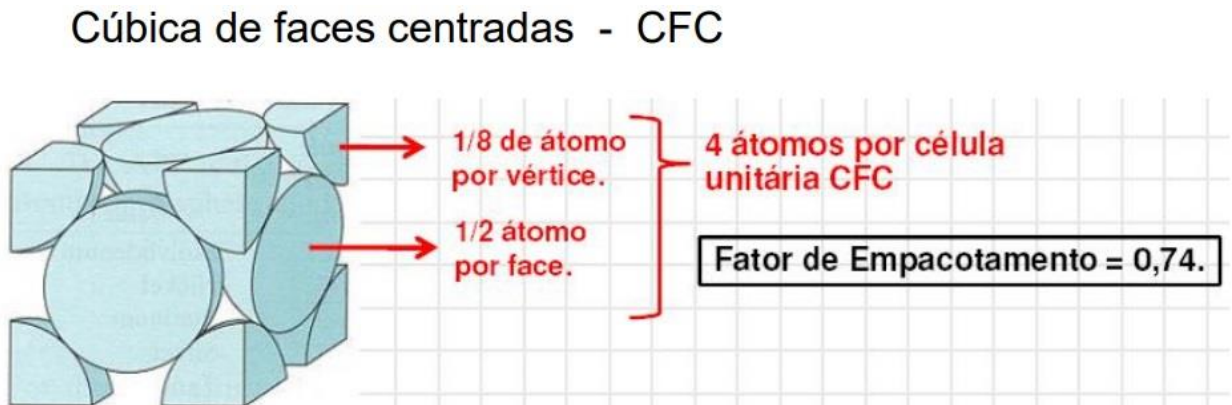 Cúbica de faces centradas - CFC
1/8 de átomo
por vértice.
1/2 átomo
por face.
4 átomos por célula
unitária CFC
Fator de Empacotamento = 0,74.